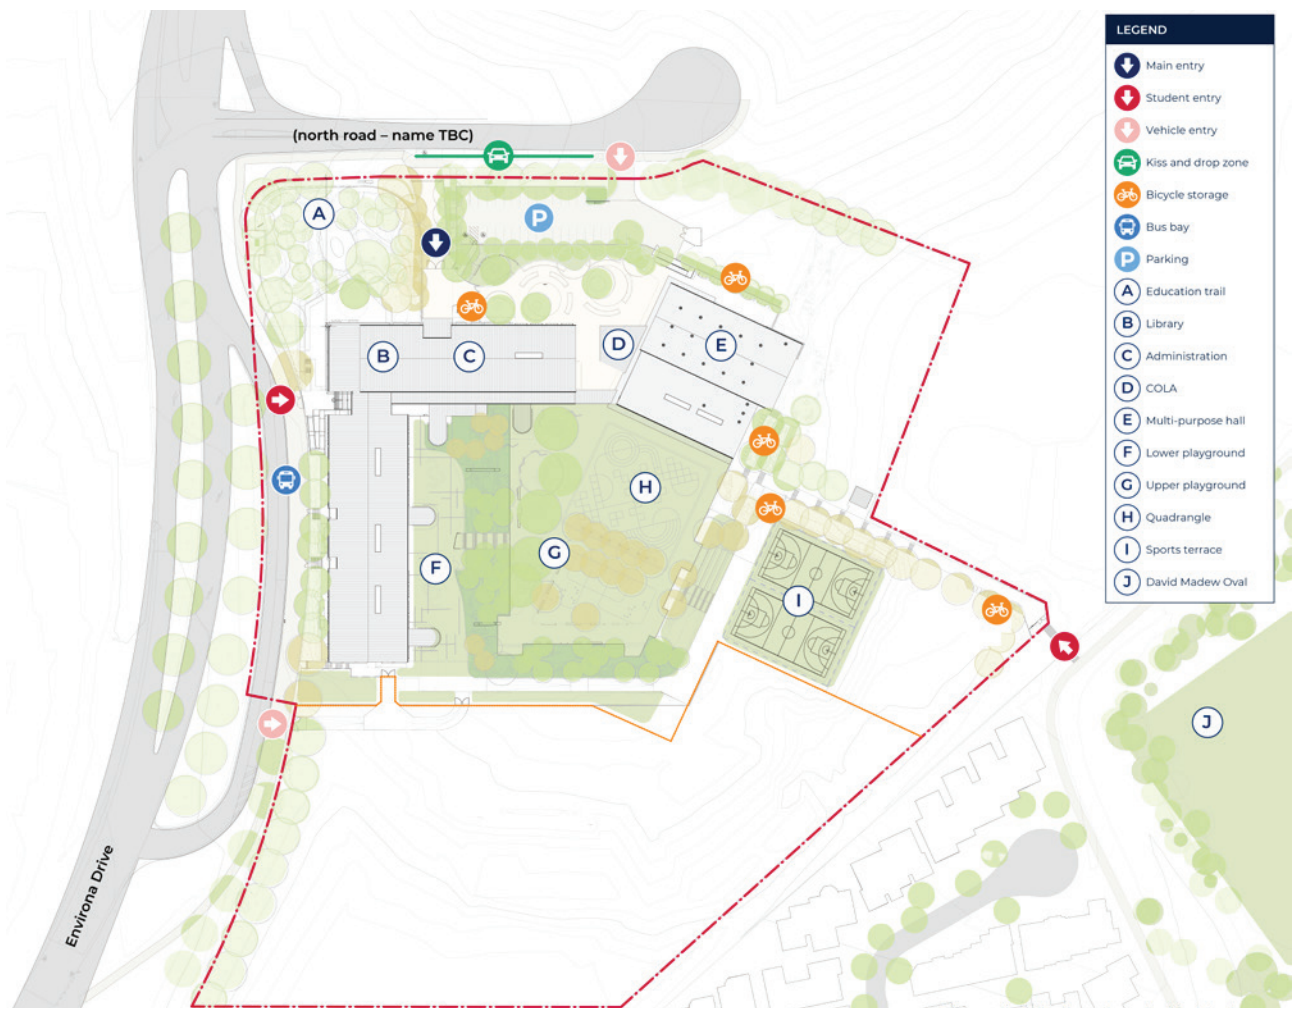 LEGEND
Main entry
Student entry
Vehicle entry
Kiss and drop zone
Bicycle storage
Bus bay
P Parking
A Education trail
B Library
C Administration
D COLA
E Multi-purpose hall
F Lower playground
G Upper playground
H Quadrangle
I Sports terrace
J David Madew Oval
(north road – name TBC)
A
P
B
C
D
E
H
G
F
I
J
Environa Drive